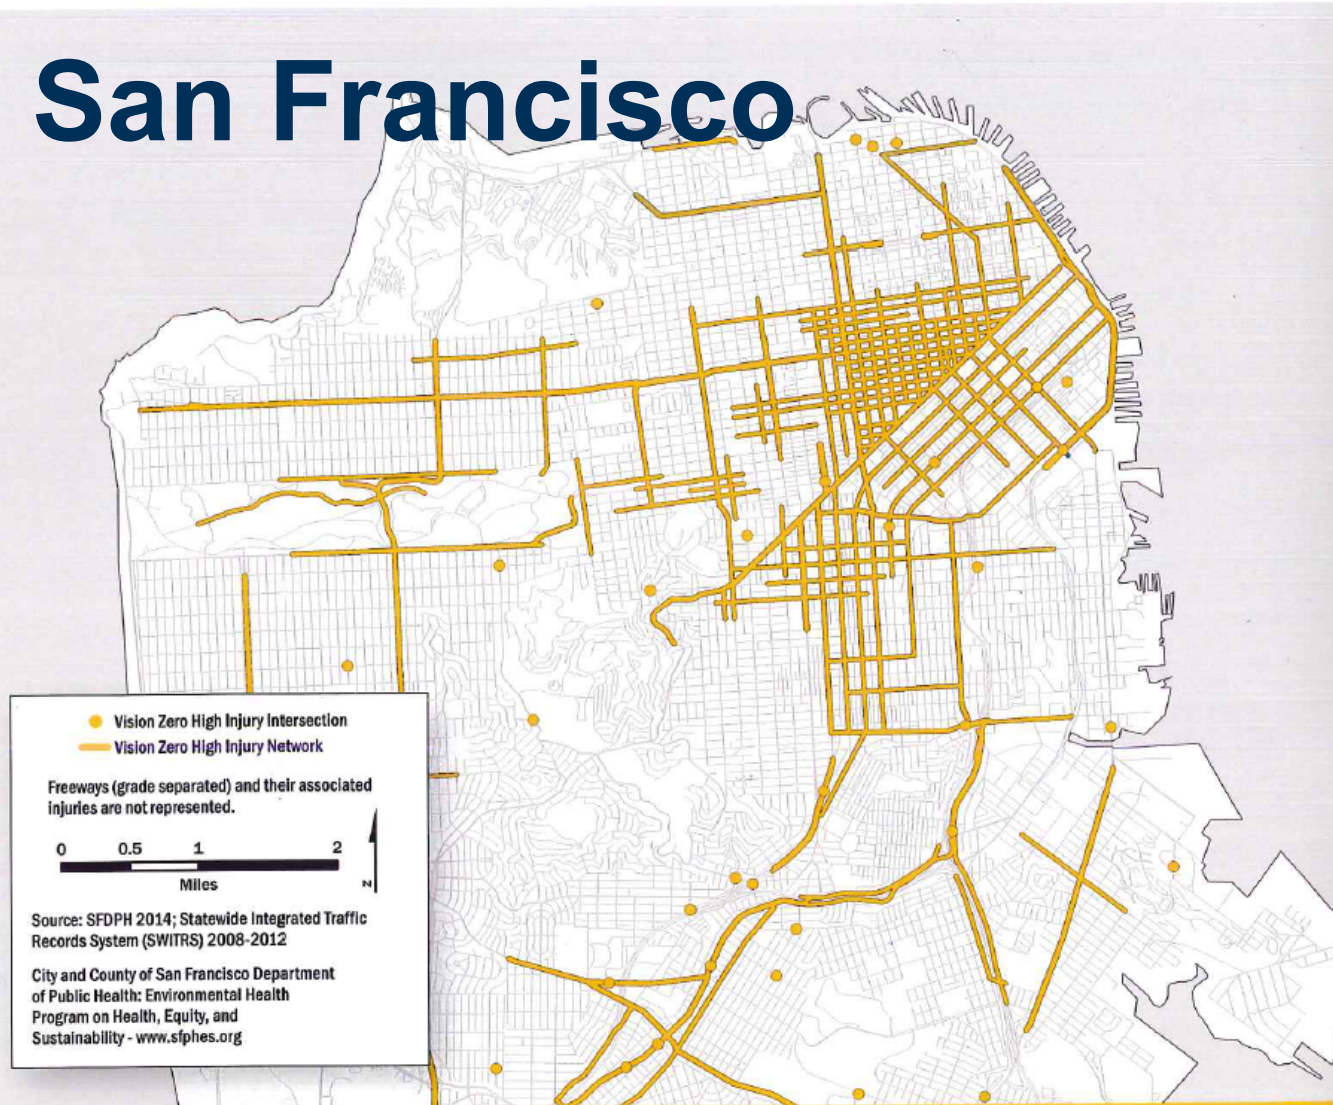 San Francisco
Vision Zero High Injury Intersection
Vision Zero High Injury Network
Freeways (grade separated) and their associated
injuries are not represented.
0 0.5 1 2
Miles
N
Source: SFDPH 2014; Statewide Integrated Traffic
Records System (SWITRS) 2008-2012
City and County of San Francisco Department
of Public Health: Environmental Health
Program on Health, Equity, and
Sustainability - www.sfphes.org